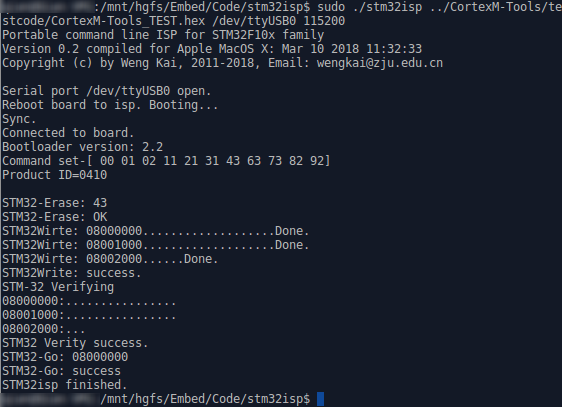 :/mnt/hgfs/Embed/Code/stm32isp$ sudo ./stm32isp ../CortexM-Tools/te
stcode/CortexM-Tools_TEST.hex /dev/ttyUSB0 115200
Portable command line ISP for STM32F10x family
Version 0.2 compiled for Apple MacOS X: Mar 10 2018 11:32:33
Copyright (c) by Weng Kai, 2011-2018, Email: wengkai@zju.edu.cn
Serial port /dev/ttyUSB0 open.
Reboot board to isp. Booting...
Sync.
Connected to board.
Bootloader version: 2.2
Command set-[ 00 01 02 11 21 31 43 63 73 82 92]
Product ID=0410
STM32-Erase: 43
STM32-Erase: OK
STM32Wirte: 08000000...................Done.
STM32Wirte: 08001000...................Done.
STM32Wirte: 08002000......Done.
STM32Write: success.
STM-32 Verifying
08000000:................
08001000:................
08002000:...
STM32 Verity success.
STM32-Go: 08000000
STM32-Go: success
STM32isp finished.
:/mnt/hgfs/Embed/Code/stm32isp$